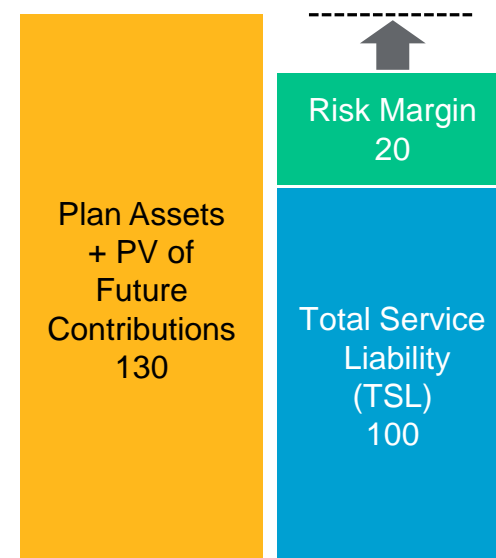 Plan Assets
+ PV of
Future
Contributions
130
Risk Margin
20
Total Service
Liability
(TSL)
100